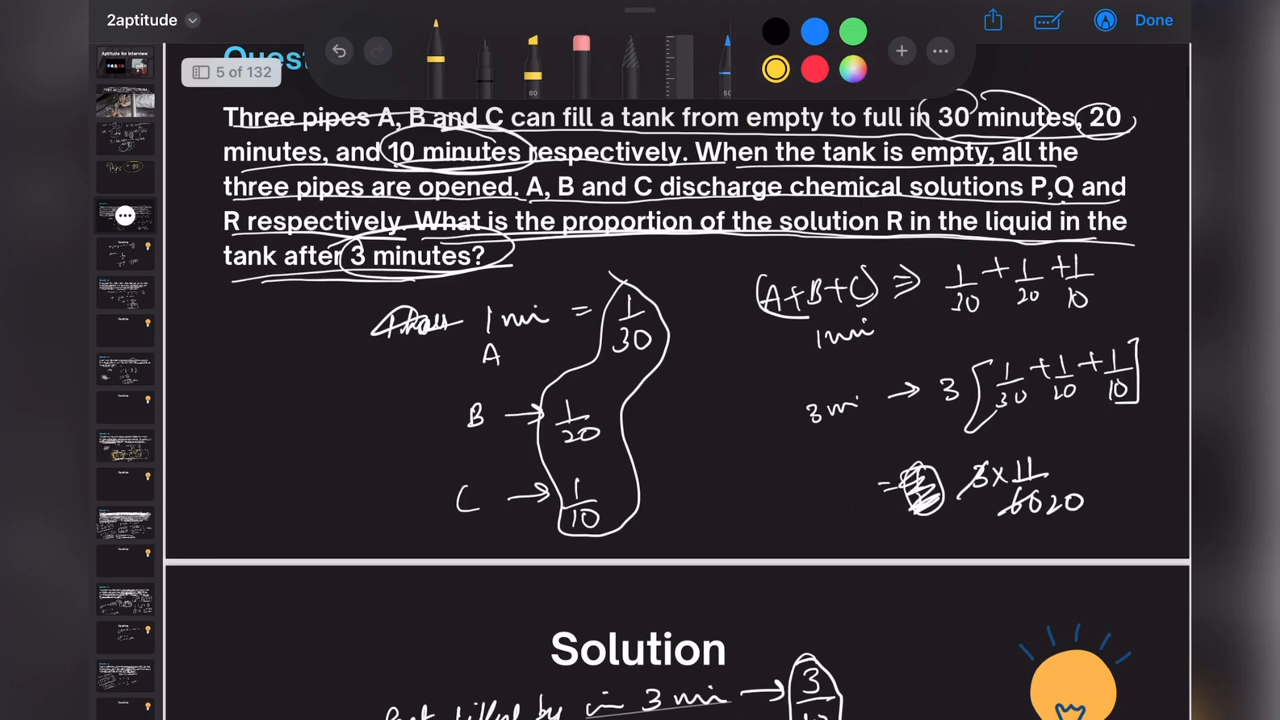 2aptitude
Done
5 of 132
Three pipes A, B and C can fill a tank from empty to full in 30 minutes, 20
minutes, and 10 minutes respectively. When the tank is empty, all the
three pipes are opened. A, B and C discharge chemical solutions P,Q and
R respectively. What is the proportion of the solution R in the liquid in the
tank after 3 minutes?
1 mi = 1/30
A
B → 1/20
C → 1/10
(A+B+C) ⇒ 1/30 + 1/20 + 1/10
1 mi
3 mi → 3 [1/30 + 1/20 + 1/10]
= 3 × 11/60 20
Solution
in 3 mi → 3